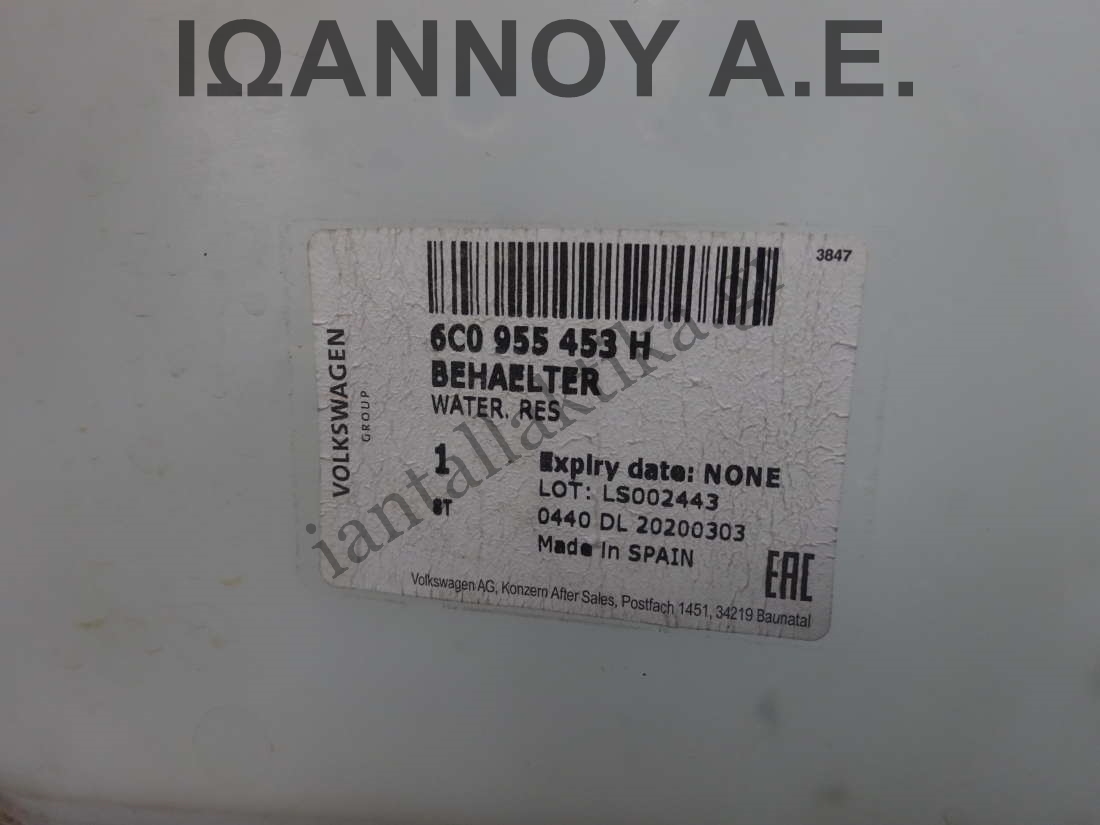 ΙΩΑΝΝΟΥ Α.Ε.
3847
6C0 955 453 H
BEHAELTER
WATER. RES
VOLKSWAGEN
GROUP
1
ST
Expiry date: NONE
LOT: LS002443
0440 DL 20200303
Made in SPAIN
EAC
Volkswagen AG, Konzern After Sales, Postfach 1451, 34219 Baunatal
iantallaktika.gr